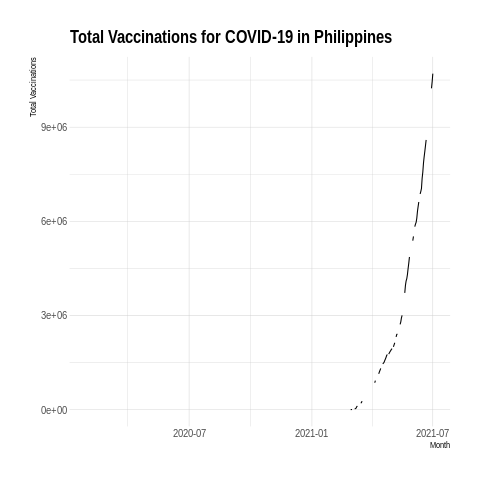 Total Vaccinations for COVID-19 in Philippines
Total Vaccinations
9e+06
6e+06
3e+06
0e+00
2020-07 2021-01 2021-07
Month